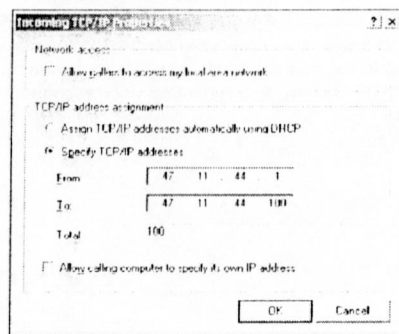 Incoming TCP/IP Properties ? ×
Network access
Allow callers to access my local area network
TCP/IP address assignment
Assign TCP/IP addresses automatically using DHCP
Specify TCP/IP addresses
From: 47 11 44 1
To: 47 11 44 100
Total: 100
Allow calling computer to specify its own IP address
OK Cancel